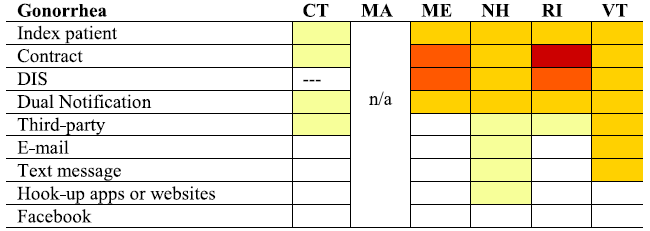 Gonorrhea CT MA ME NH RI VT
Index patient
Contract
DIS ---
Dual Notification n/a
Third-party
E-mail
Text message
Hook-up apps or websites
Facebook